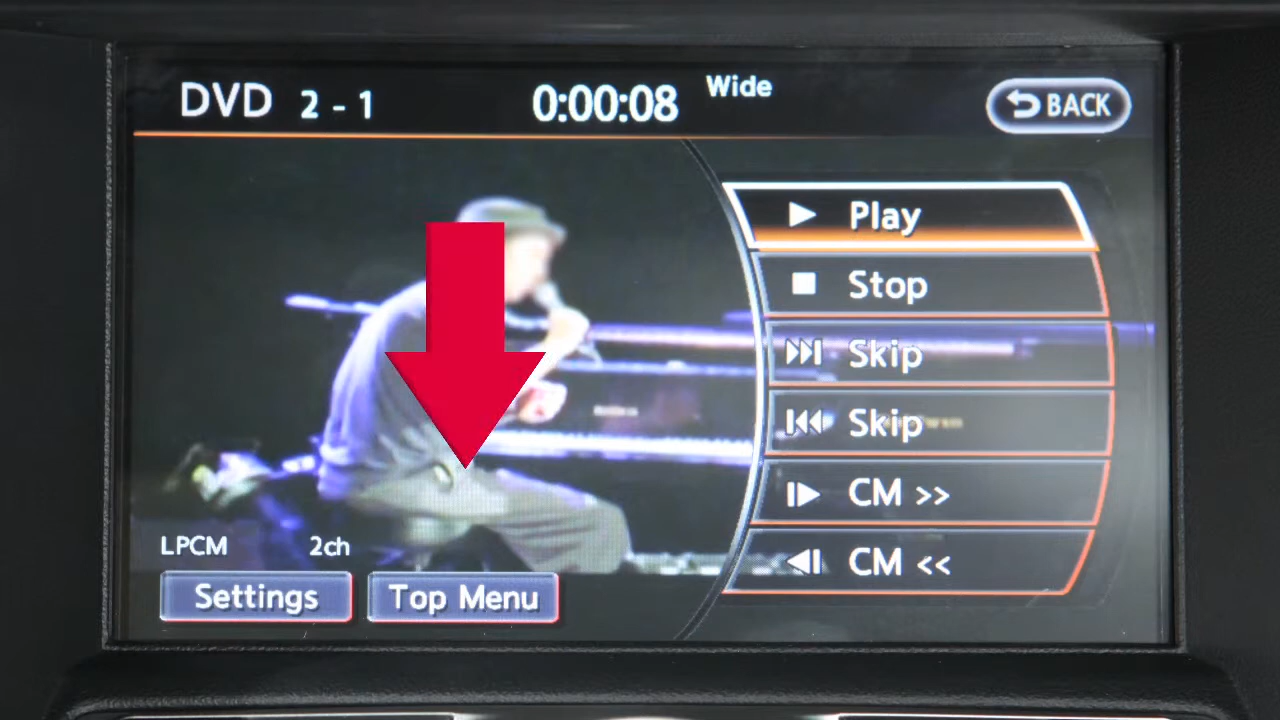 DVD 2 - 1 0:00:08 Wide BACK
Play
Stop
Skip
Skip
CM >>
CM <<
LPCM 2ch
Settings Top Menu